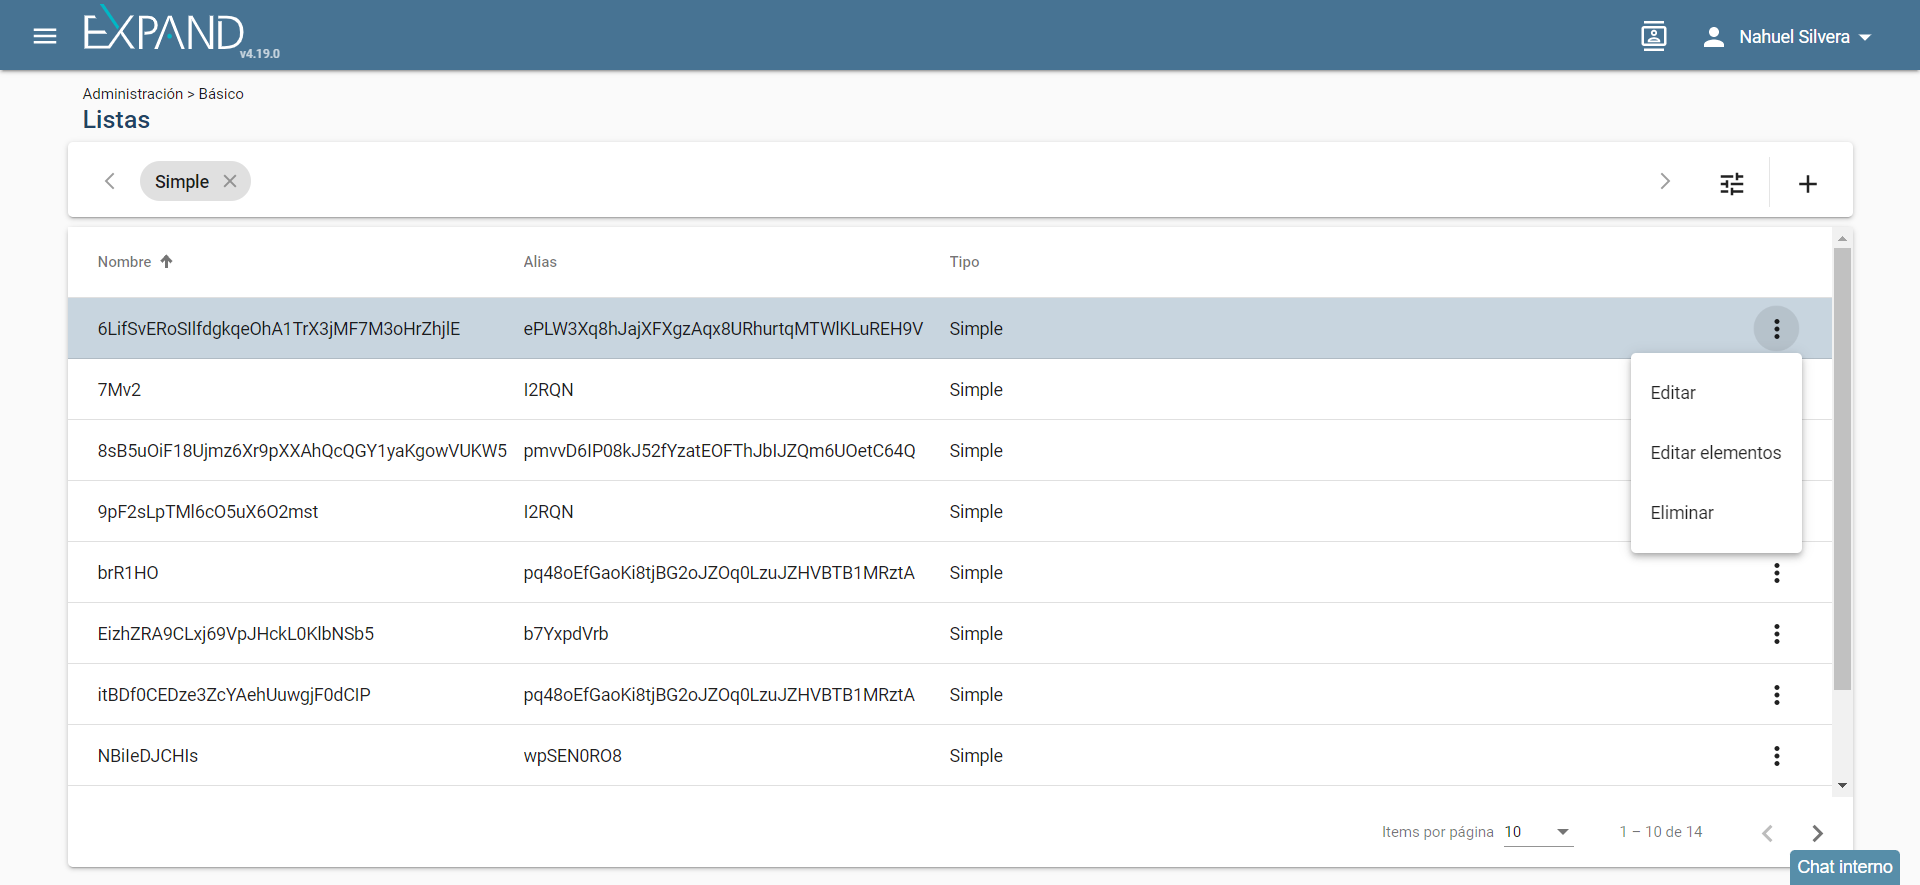 EXPAND
v4.19.0
Nahuel Silvera
Administración > Básico
Listas
Simple
Nombre Alias Tipo
6LifSvERoSIlfdgkqeOhA1TrX3jMF7M3oHrZhjlE ePLW3Xq8hJajXFXgzAqx8URhurtqMTWlKLuREH9V Simple
7Mv2 I2RQN Simple
Editar
8sB5uOiF18Ujmz6Xr9pXXAhQcQGY1yaKgowVUKW5 pmvvD6IP08kJ52fYzatEOFThJbIJZQm6UOetC64Q Simple
Editar elementos
9pF2sLpTMl6cO5uX6O2mst I2RQN Simple
Eliminar
brR1HO pq48oEfGaoKi8tjBG2oJZOq0LzuJZHVBTB1MRztA Simple
EizhZRA9CLxj69VpJHckL0KlbNSb5 b7YxpdVrb Simple
itBDf0CEDze3ZcYAehUuwgjF0dCIP pq48oEfGaoKi8tjBG2oJZOq0LzuJZHVBTB1MRztA Simple
NBiIeDJCHIs wpSEN0RO8 Simple
Items por página 10 1 – 10 de 14
Chat interno